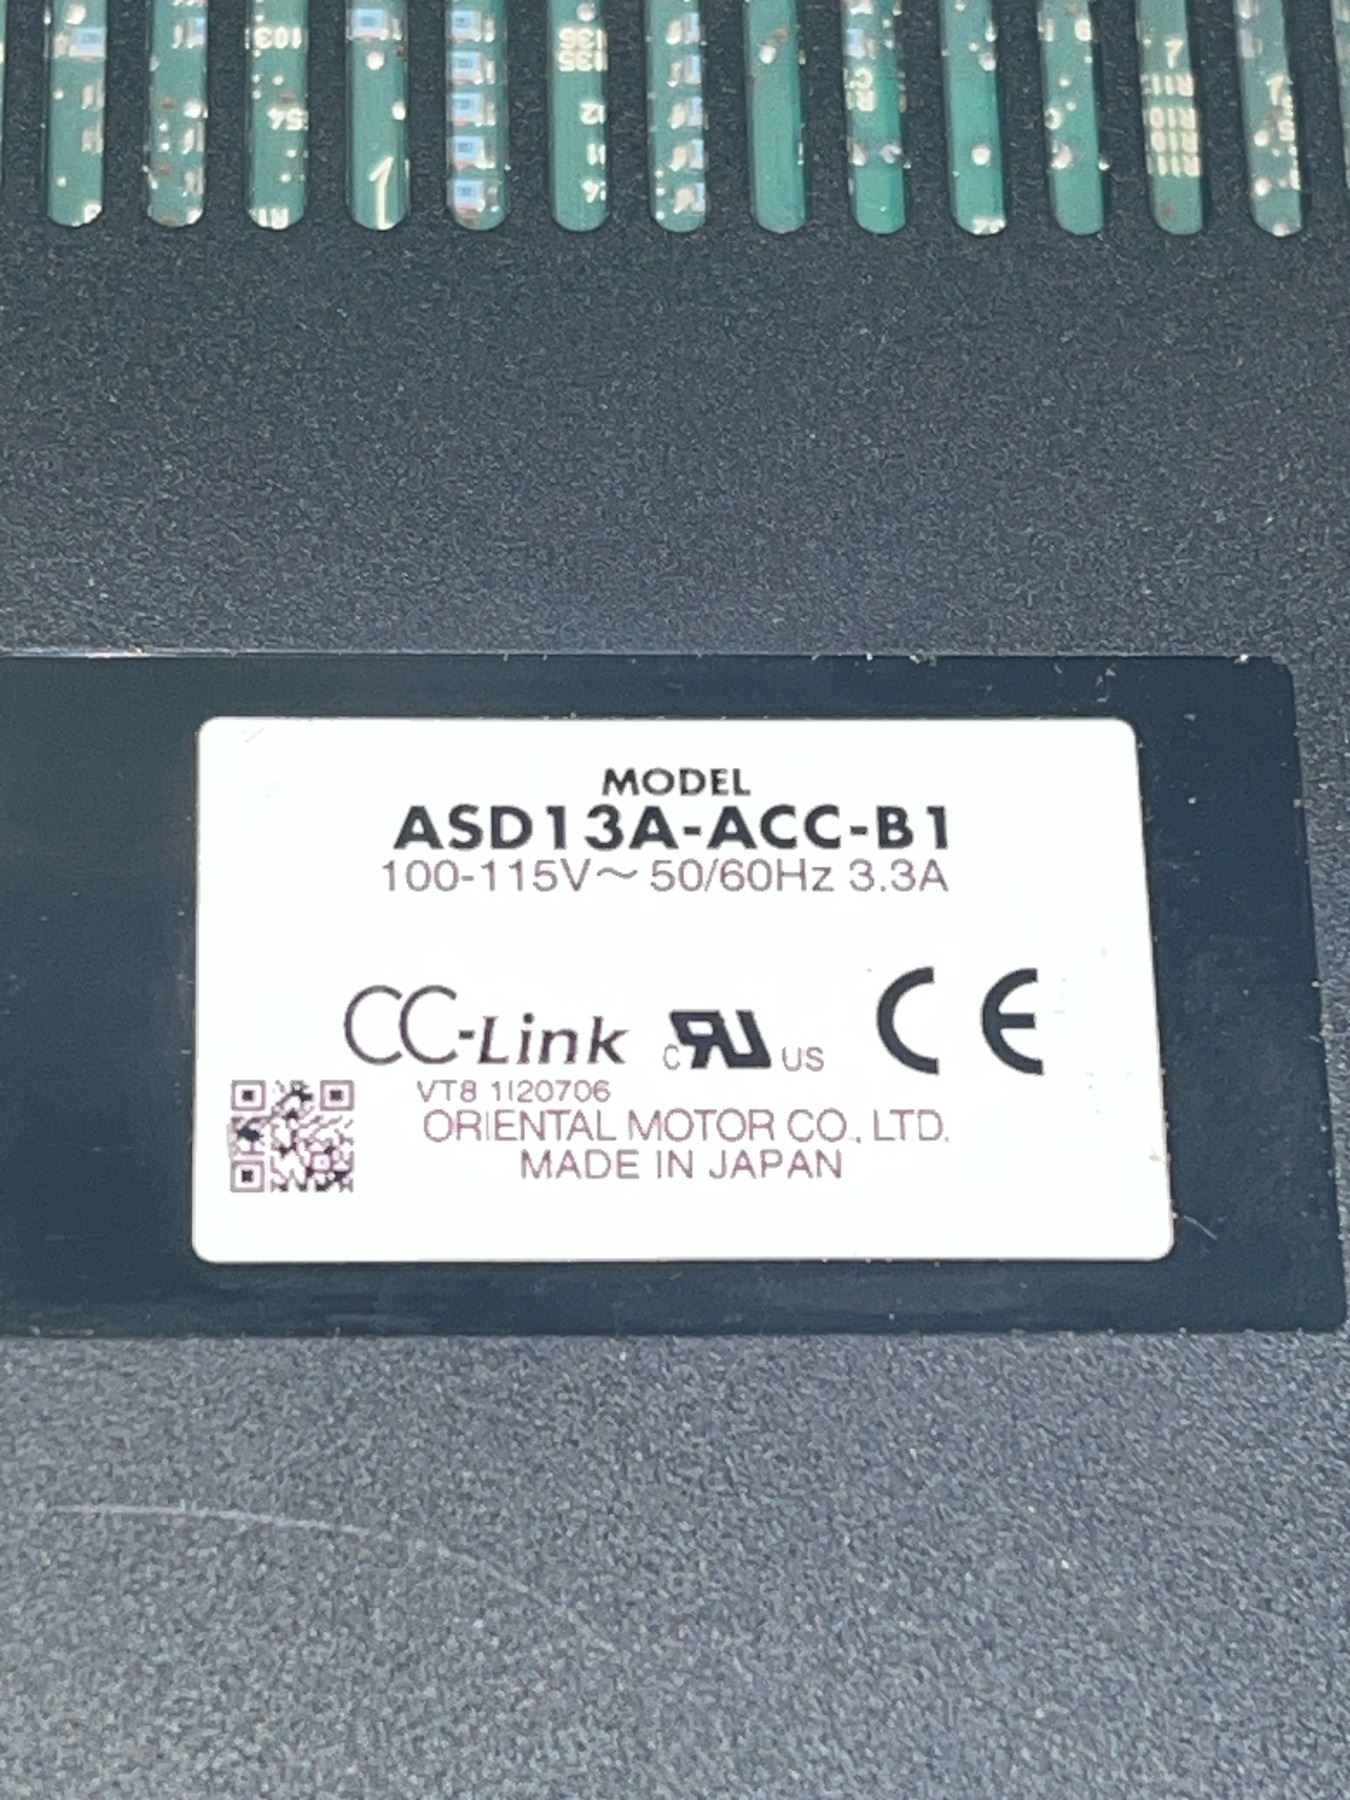 MODEL
ASD13A-ACC-B1
100-115V~ 50/60Hz 3.3A
CC-Link c RU US CE
VT8 1I20706
ORIENTAL MOTOR CO., LTD.
MADE IN JAPAN